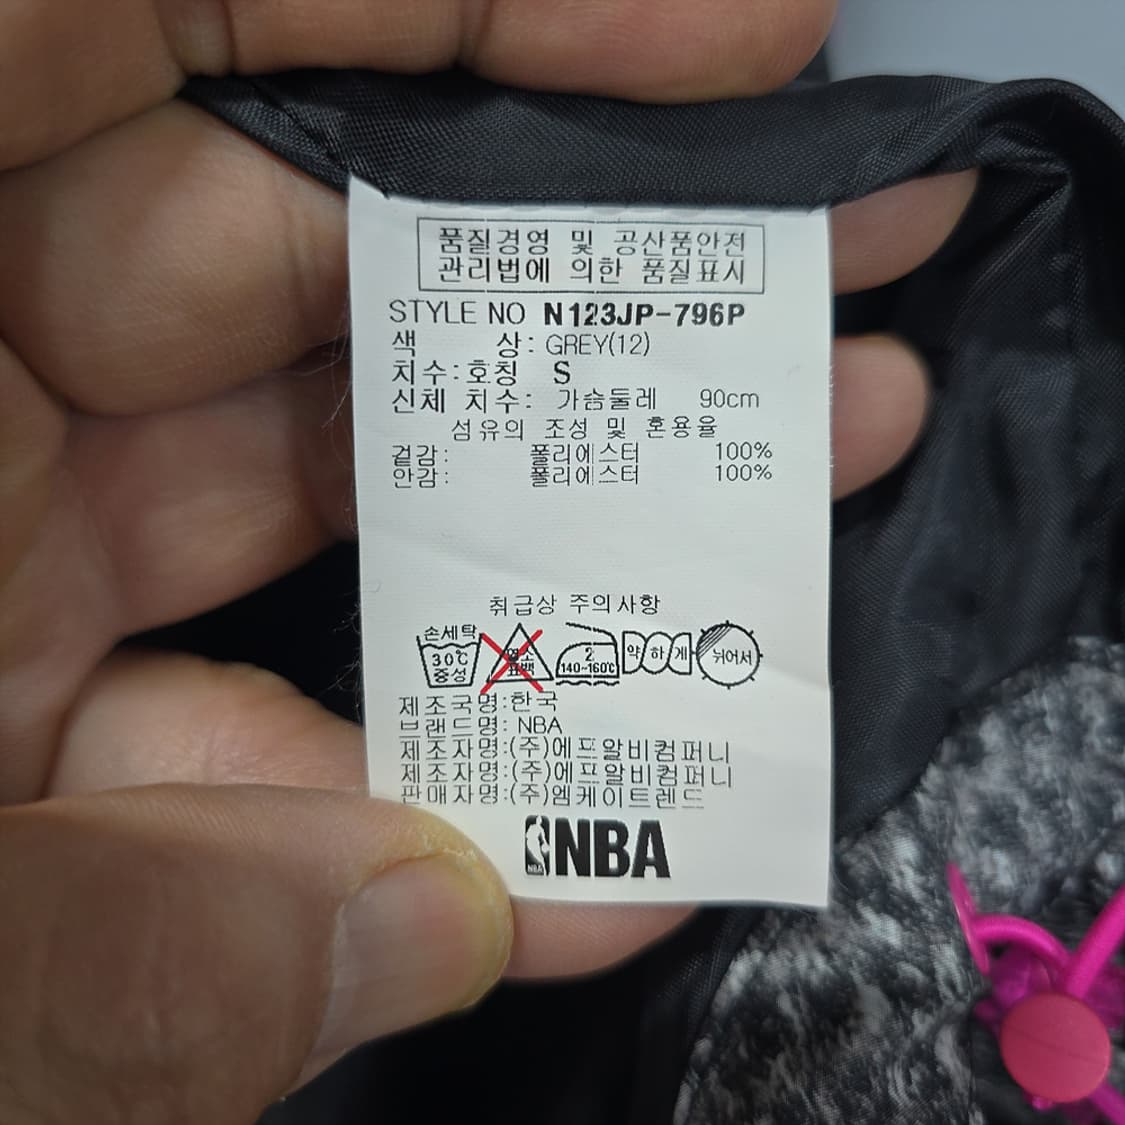 품질경영 및 공산품안전
관리법에 의한 품질표시
STYLE NO N123JP-796P
색 상: GREY(12)
치수:호칭 S
신체 치수: 가슴둘레 90cm
섬유의 조성 및 혼용율
겉감: 폴리에스터 100%
안감: 폴리에스터 100%
취급상 주의사항
손세탁
30℃
중성
염소
표백
2
140~160℃
약하게
뉘어서
제조국명:한국
브랜드명: NBA
제조자명:(주)에프알비컴퍼니
제조자명:(주)에프알비컴퍼니
판매자명:(주)엠케이트렌드
NBA
NBA